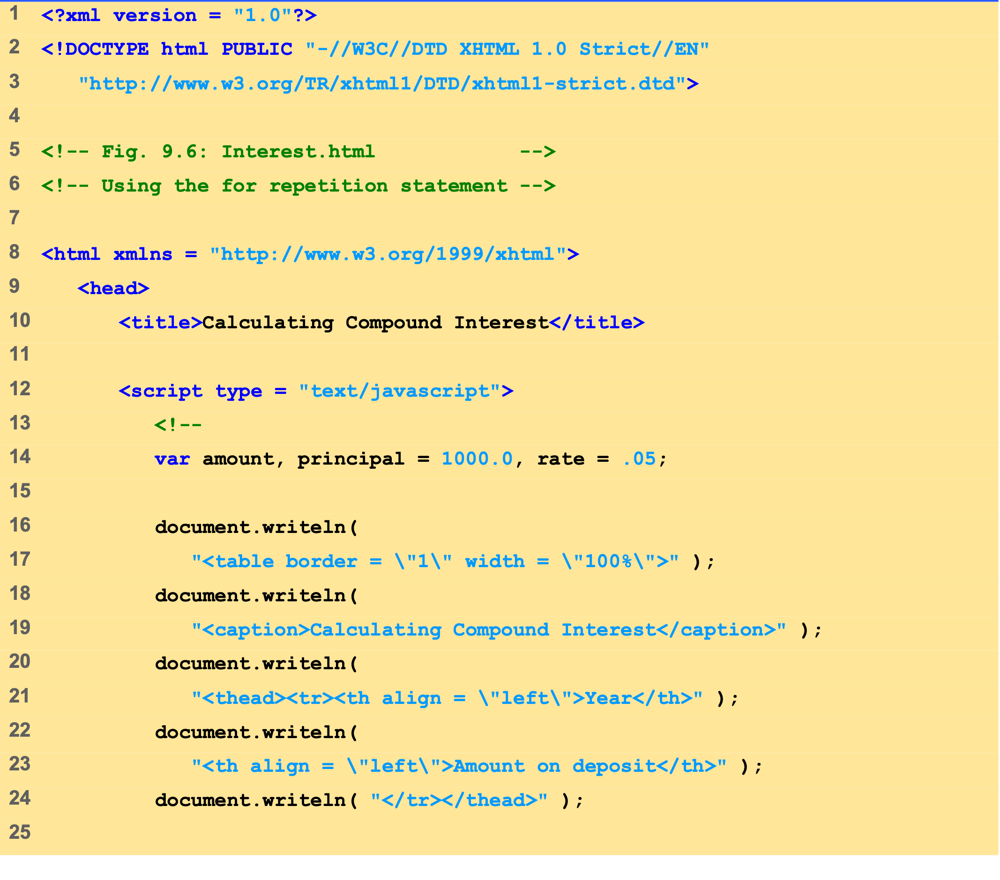 1 <?xml version = "1.0"?>
2 <!DOCTYPE html PUBLIC "-//W3C//DTD XHTML 1.0 Strict//EN"
3    "http://www.w3.org/TR/xhtml1/DTD/xhtml1-strict.dtd">
4
5 <!-- Fig. 9.6: Interest.html            -->
6 <!-- Using the for repetition statement -->
7
8 <html xmlns = "http://www.w3.org/1999/xhtml">
9    <head>
10       <title>Calculating Compound Interest</title>
11
12       <script type = "text/javascript">
13          <!--
14          var amount, principal = 1000.0, rate = .05;
15
16          document.writeln(
17             "<table border = \"1\" width = \"100%\">" );
18          document.writeln(
19             "<caption>Calculating Compound Interest</caption>" );
20          document.writeln(
21             "<thead><tr><th align = \"left\">Year</th>" );
22          document.writeln(
23             "<th align = \"left\">Amount on deposit</th>" );
24          document.writeln( "</tr></thead>" );
25